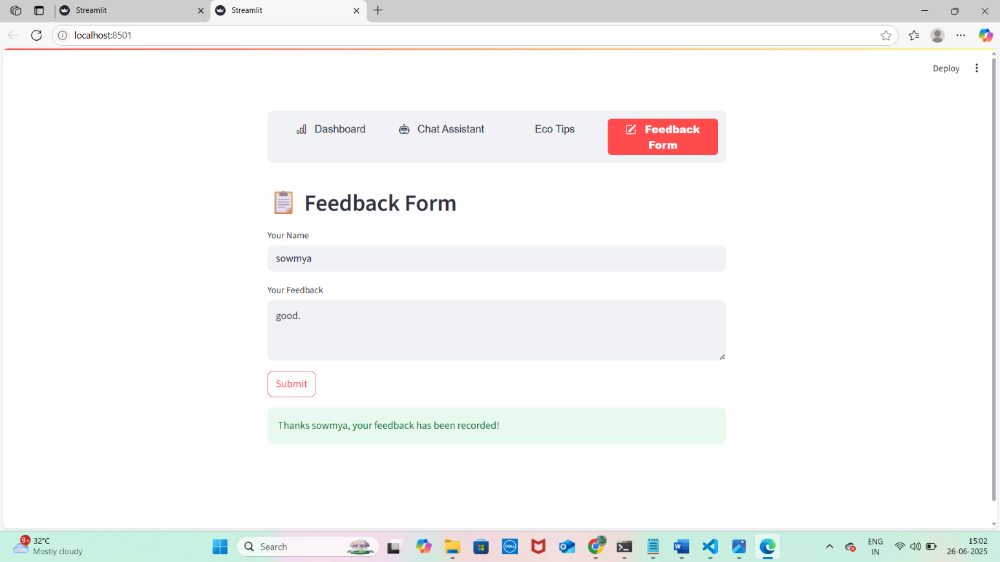 Streamlit
Streamlit
localhost:8501
Deploy
Dashboard
Chat Assistant
Eco Tips
Feedback
Form
Feedback Form
Your Name
sowmya
Your Feedback
good.
Submit
Thanks sowmya, your feedback has been recorded!
9+
32°C
Mostly cloudy
Search
DELL
ENG
IN
15:02
26-06-2025